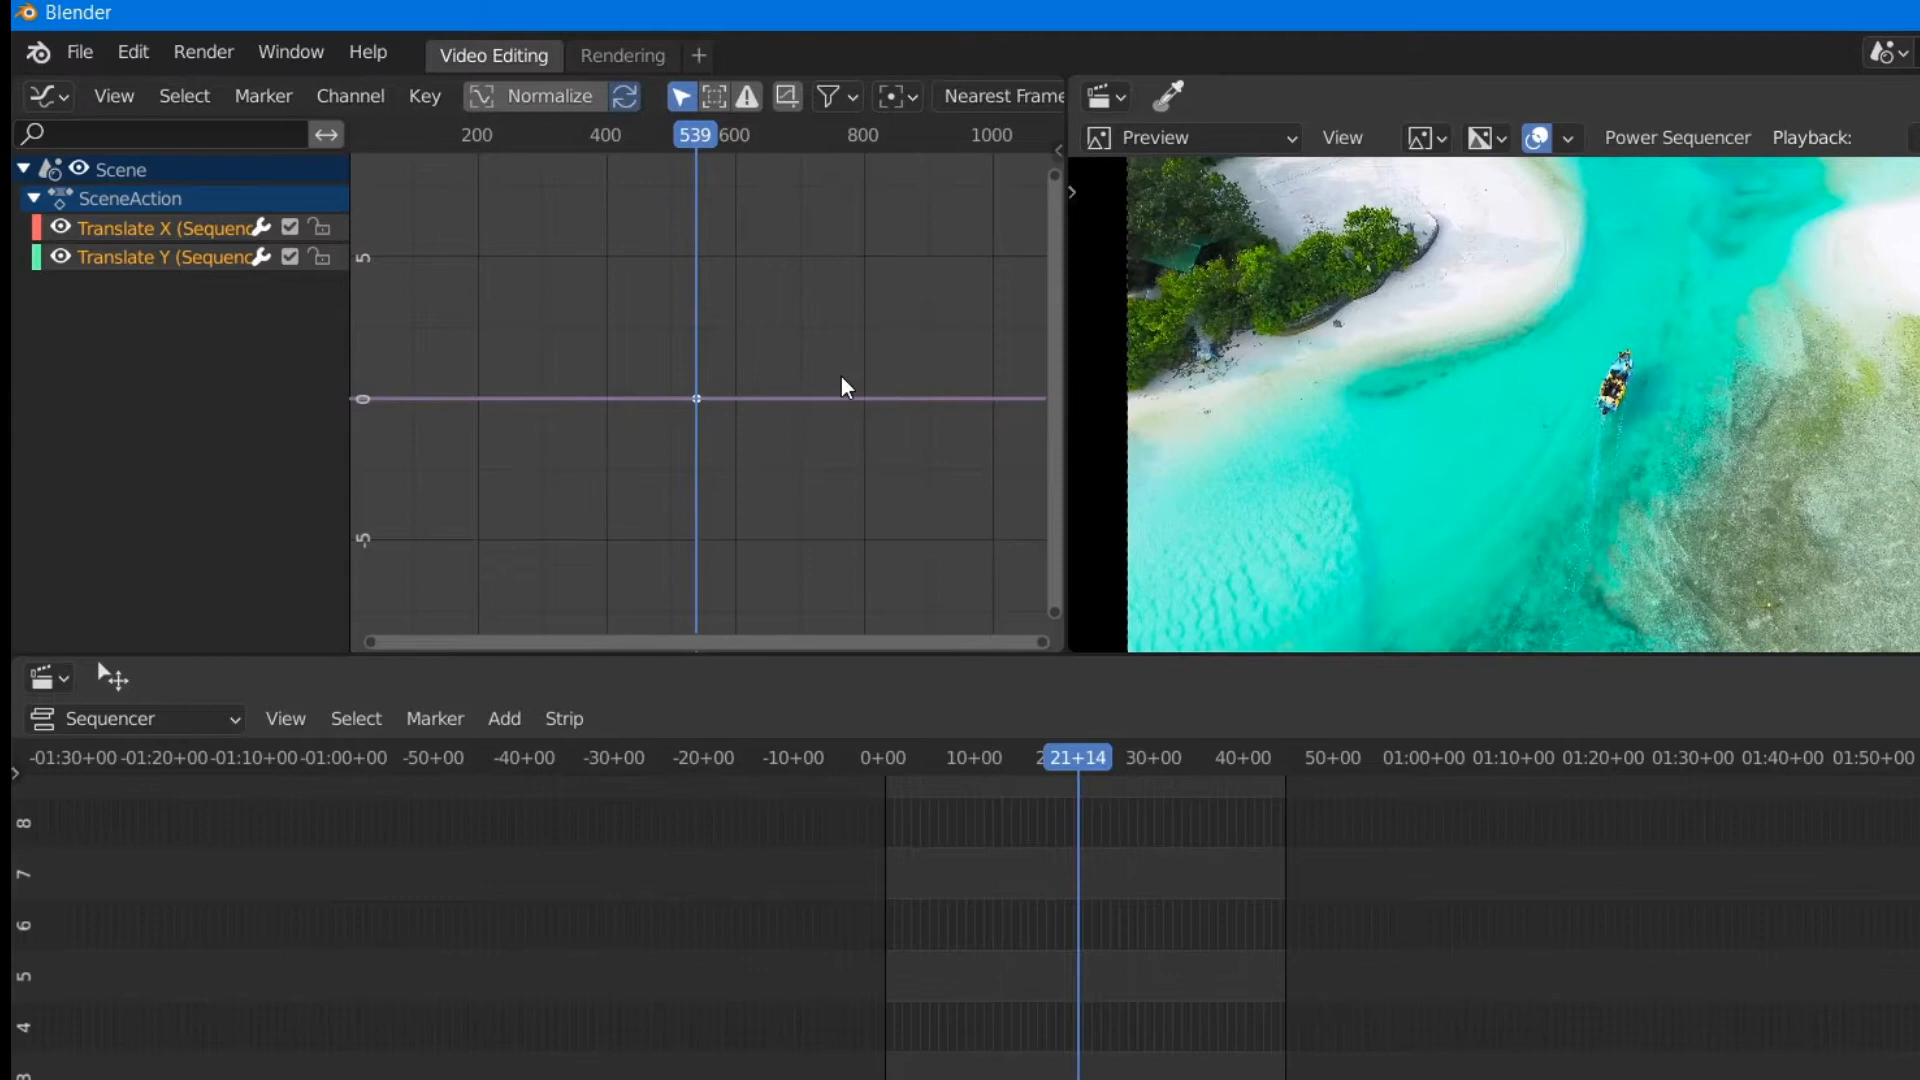 Blender
File Edit Render Window Help Video Editing Rendering +
View Select Marker Channel Key Normalize Nearest Frame
200 400 539 600 800 1000
Preview View Power Sequencer Playback:
Scene
SceneAction
Translate X (Sequenc
Translate Y (Sequenc
5
0
-5
Sequencer View Select Marker Add Strip
-01:30+00 -01:20+00 -01:10+00 -01:00+00 -50+00 -40+00 -30+00 -20+00 -10+00 0+00 10+00 2 21+14 30+00 40+00 50+00 01:00+00 01:10+00 01:20+00 01:30+00 01:40+00 01:50+00
8
7
6
5
4
3